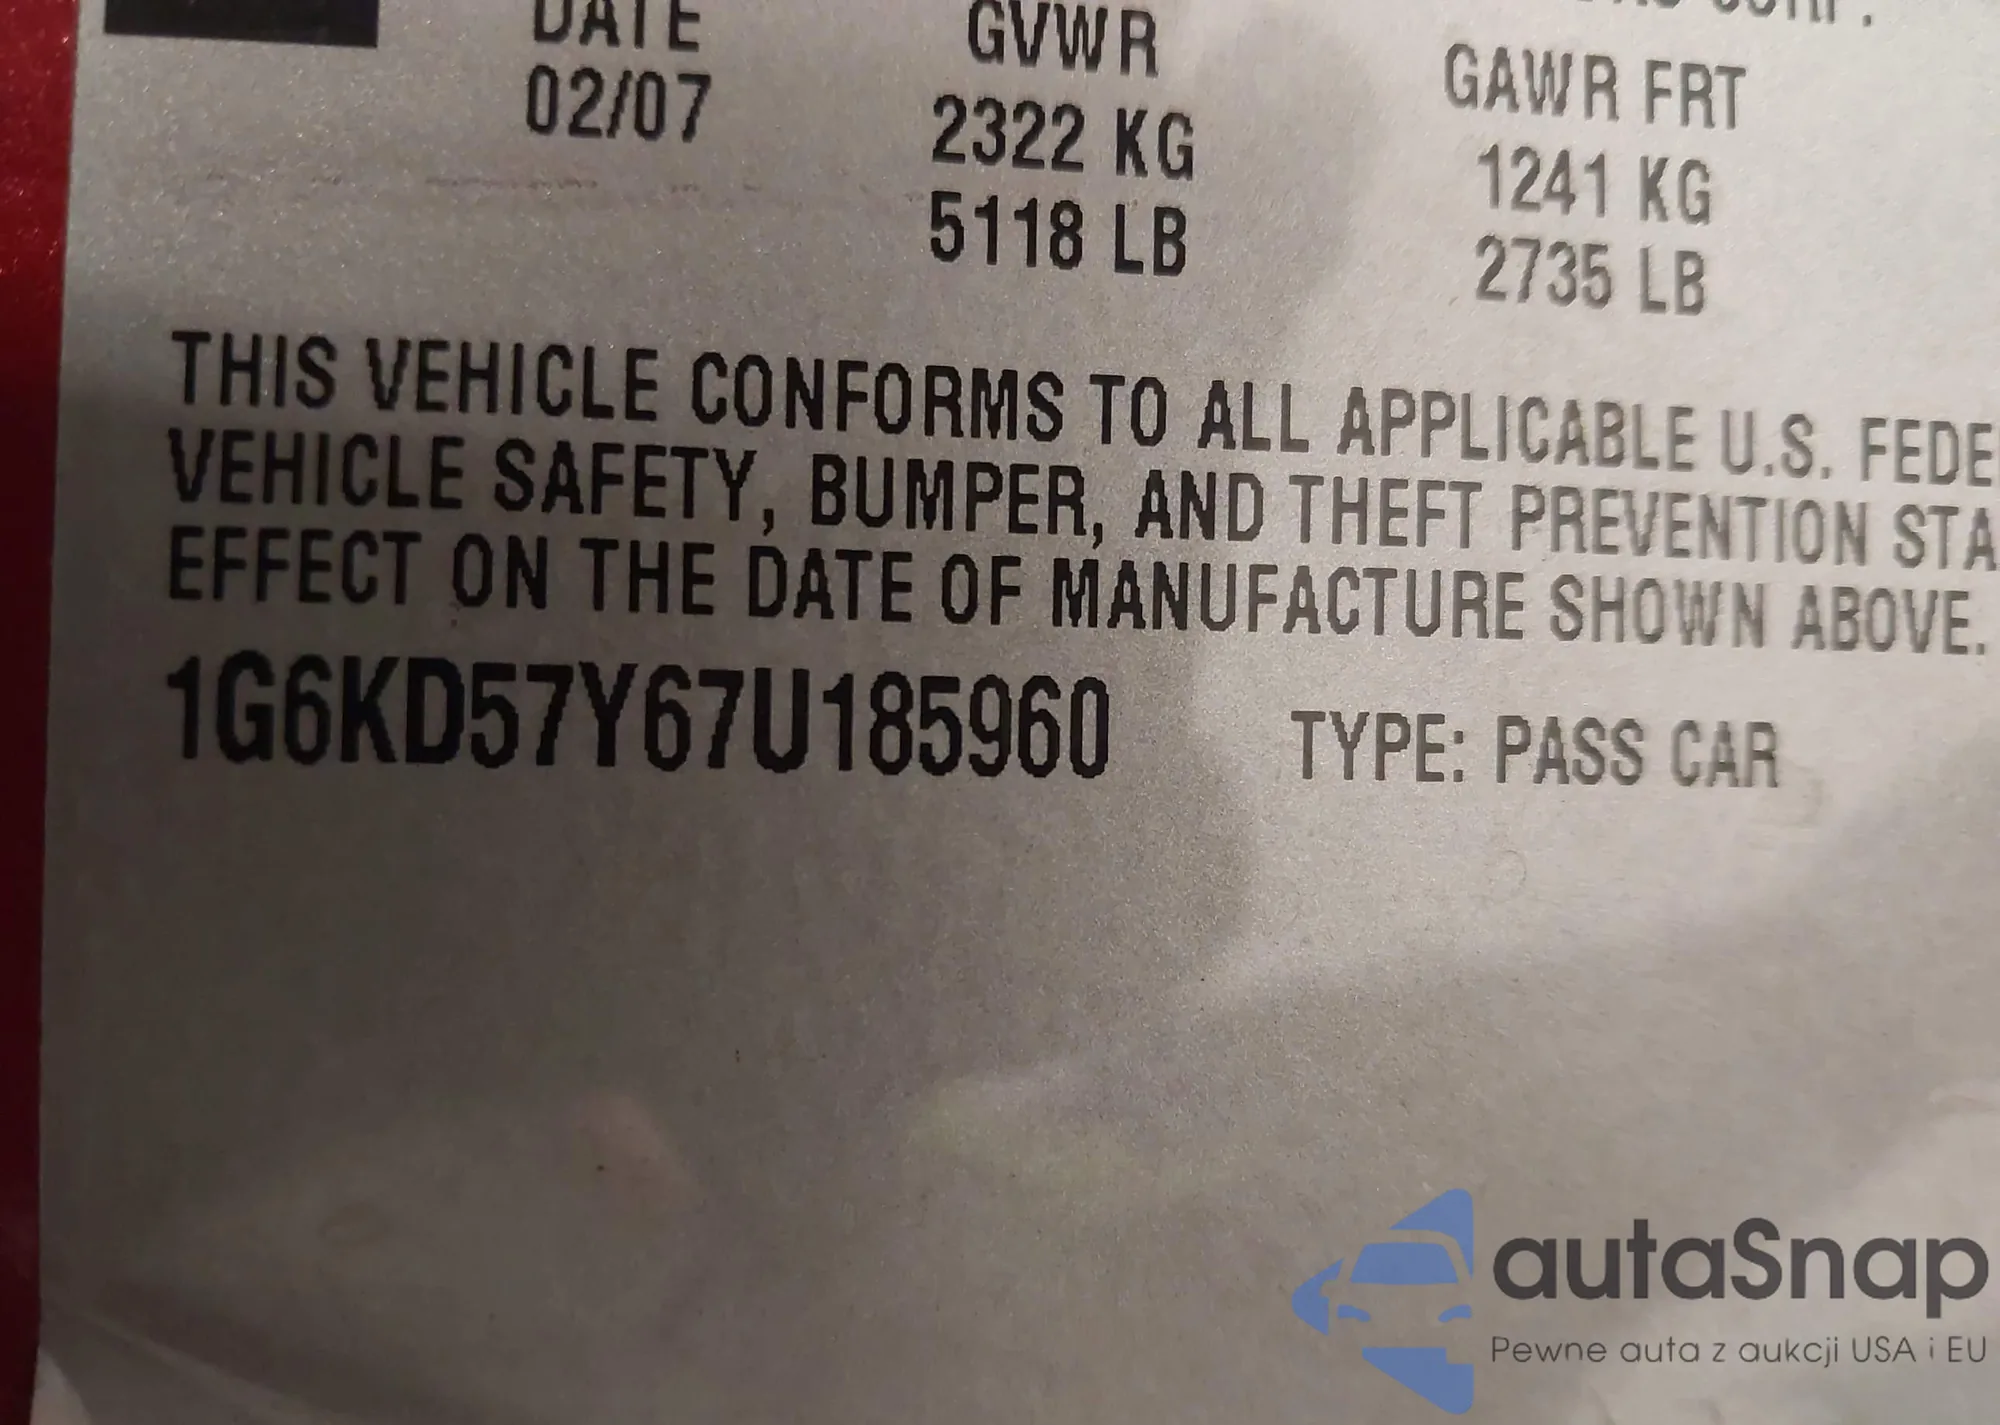 DATE GVWR GAWR FRT
02/07 2322 KG 1241 KG
5118 LB 2735 LB
THIS VEHICLE CONFORMS TO ALL APPLICABLE U.S. FEDE
VEHICLE SAFETY, BUMPER, AND THEFT PREVENTION STA
EFFECT ON THE DATE OF MANUFACTURE SHOWN ABOVE.
1G6KD57Y67U185960 TYPE: PASS CAR
autaSnap
Pewne auta z aukcji USA i EU